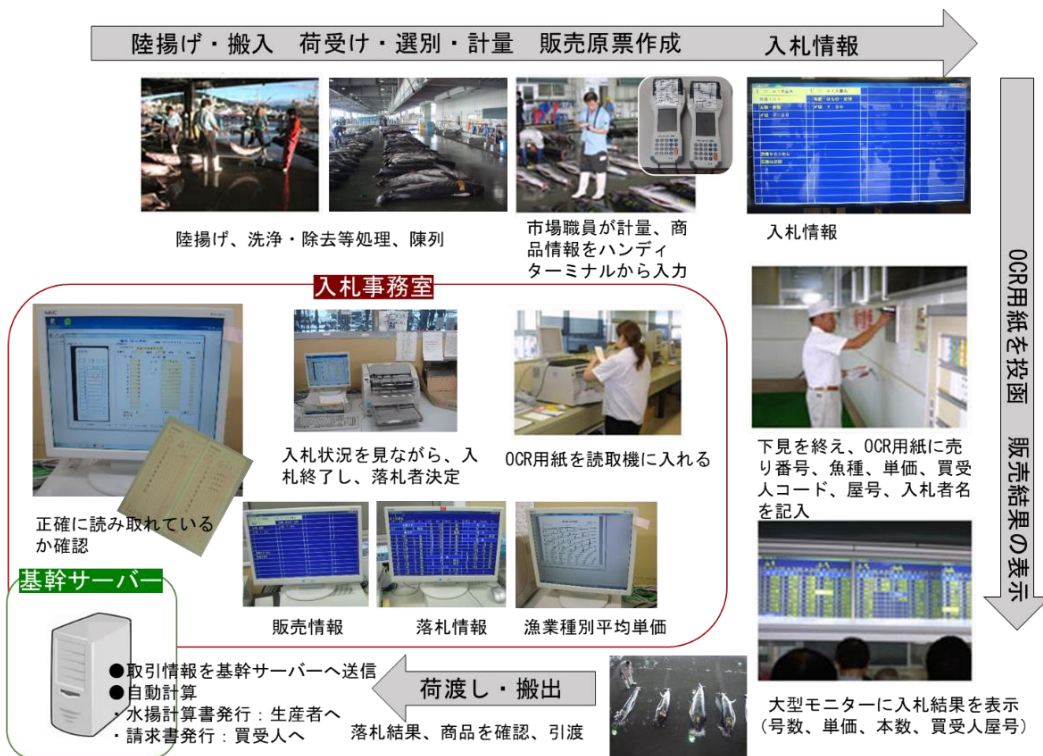 陸揚げ・搬入 荷受け・選別・計量 販売原票作成 入札情報
陸揚げ、洗浄・除去等処理、陳列
市場職員が計量、商
品情報をハンディ
ターミナルから入力
入札情報
OCR用紙を投函 販売結果の表示
入札事務室
入札状況を見ながら、入
札終了し、落札者決定
OCR用紙を読取機に入れる
下見を終え、OCR用紙に売
り番号、魚種、単価、買受
人コード、屋号、入札者名
を記入
正確に読み取れている
か確認
販売情報
落札情報
漁業種別平均単価
基幹サーバー
●取引情報を基幹サーバーへ送信
●自動計算
・水揚計算書発行：生産者へ
・請求書発行：買受人へ
荷渡し・搬出
落札結果、商品を確認、引渡
大型モニターに入札結果を表示
（号数、単価、本数、買受人屋号）